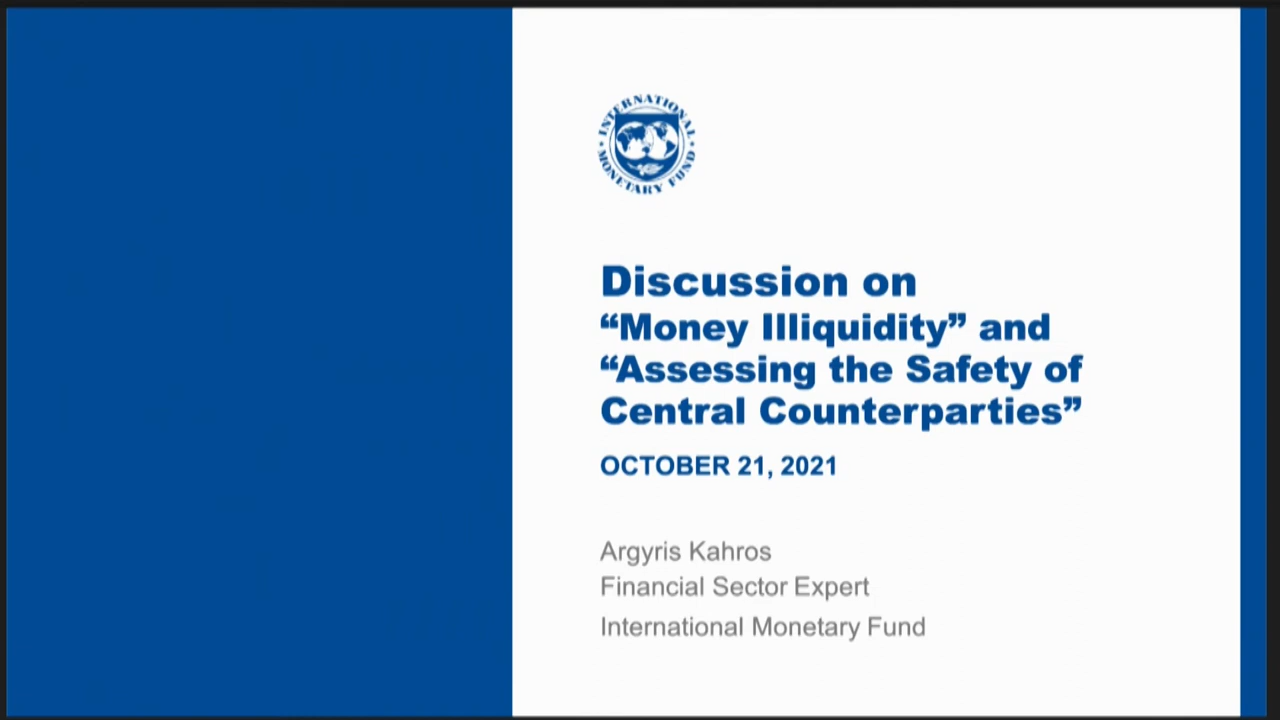 INTERNATIONAL
MONETARY FUND
Discussion on
“Money Illiquidity” and
“Assessing the Safety of
Central Counterparties”
OCTOBER 21, 2021
Argyris Kahros
Financial Sector Expert
International Monetary Fund